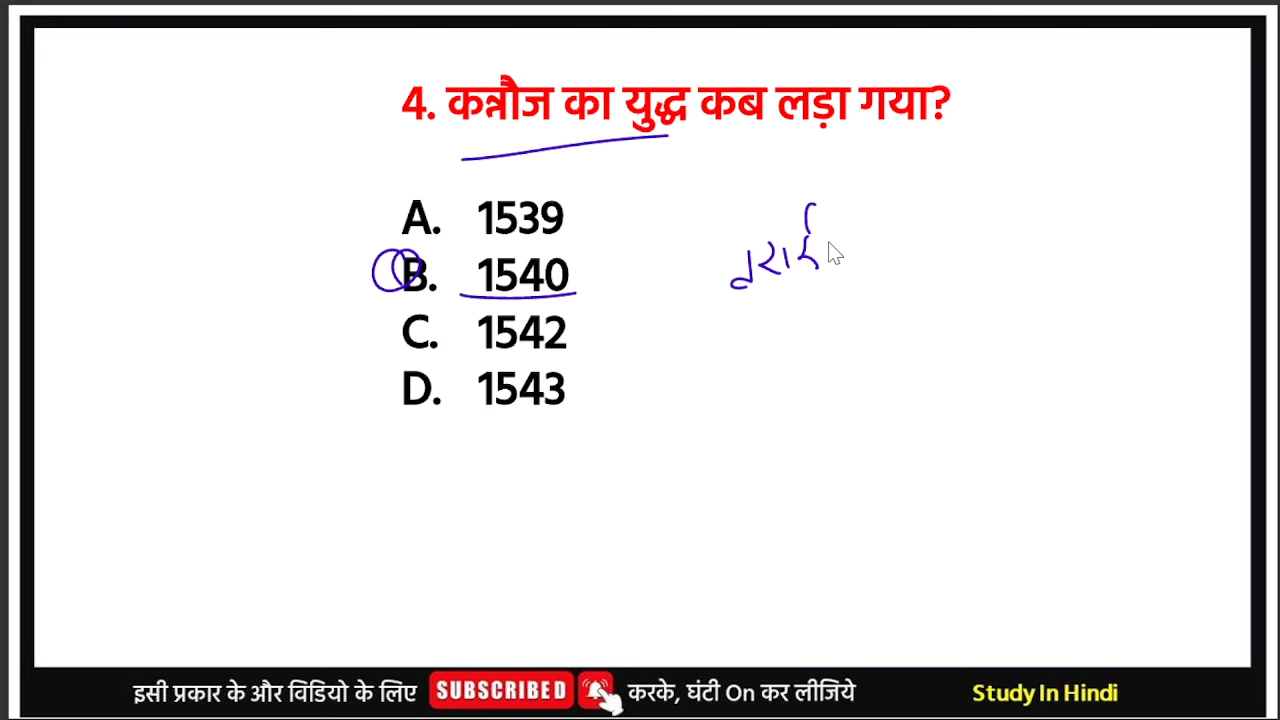 4. कन्नौज का युद्ध कब लड़ा गया?
A. 1539
B. 1540
C. 1542
D. 1543
इसी प्रकार के और विडियो के लिए SUBSCRIBED करके, घंटी On कर लीजिये Study In Hindi